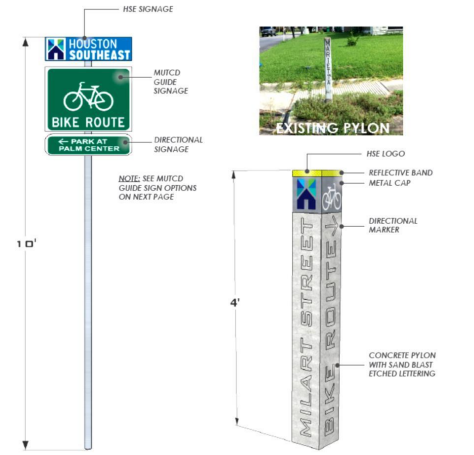 HSE SIGNAGE
HOUSTON
SOUTHEAST
MUTCD
GUIDE
SIGNAGE
BIKE ROUTE
← PARK AT
PALM CENTER
DIRECTIONAL
SIGNAGE
NOTE: SEE MUTCD
GUIDE SIGN OPTIONS
ON NEXT PAGE
10'
EXISTING PYLON
HSE LOGO
REFLECTIVE BAND
METAL CAP
DIRECTIONAL
MARKER
4'
MILART STREET
BIKE ROUTE
CONCRETE PYLON
WITH SAND BLAST
ETCHED LETTERING